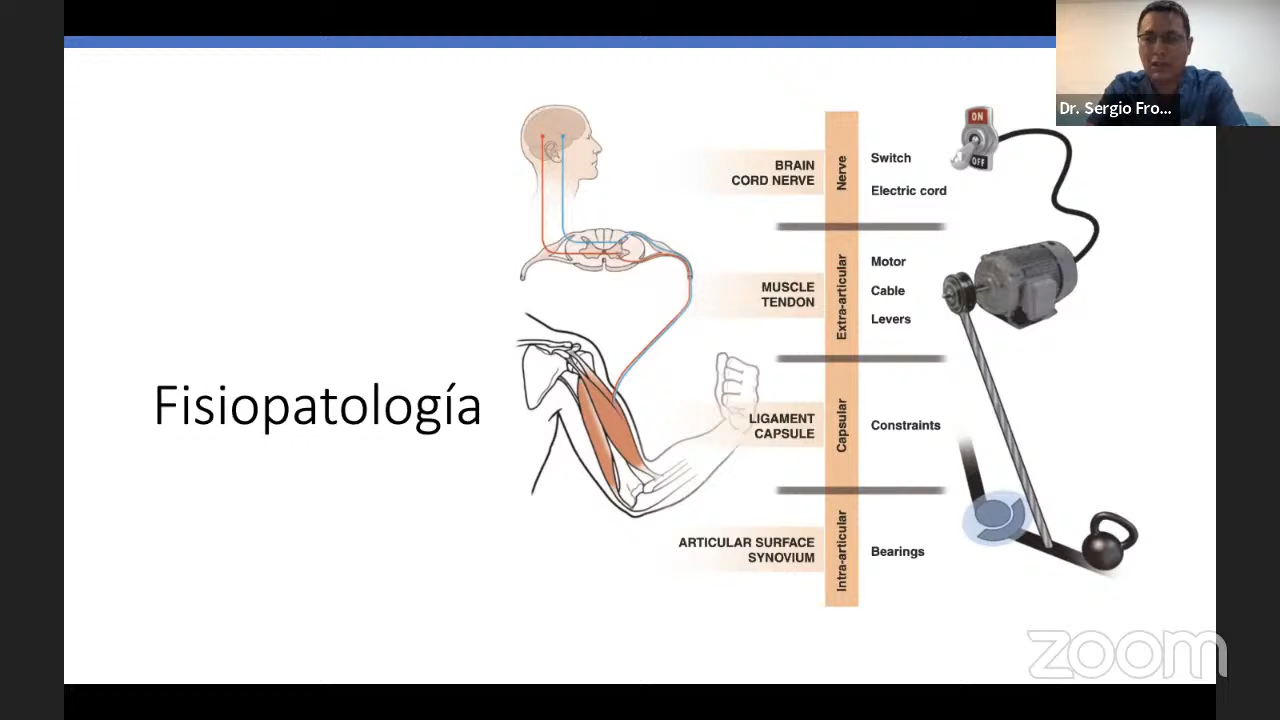 Dr. Sergio Fro...
Fisiopatología
BRAIN
CORD NERVE
MUSCLE
TENDON
LIGAMENT
CAPSULE
ARTICULAR SURFACE
SYNOVIUM
Nerve
Extra-articular
Capsular
Intra-articular
Switch
Electric cord
Motor
Cable
Levers
Constraints
Bearings
ON
OFF
zoom